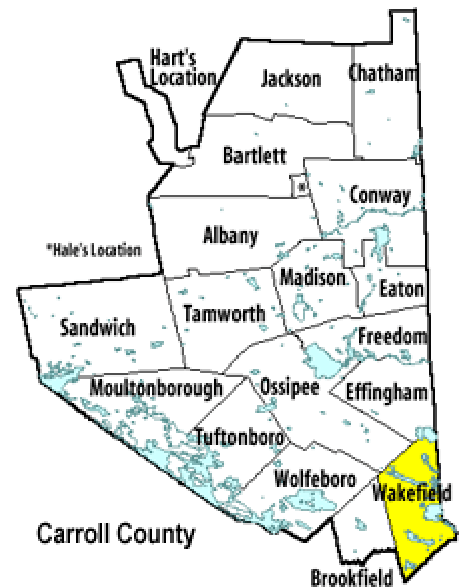 Hart's
Location
Jackson
Chatham
Bartlett
*
Conway
Albany
*Hale's Location
Madison
Eaton
Tamworth
Sandwich
Freedom
Moultonborough
Ossipee
Effingham
Tuftonboro
Wolfeboro
Wakefield
Carroll County
Brookfield